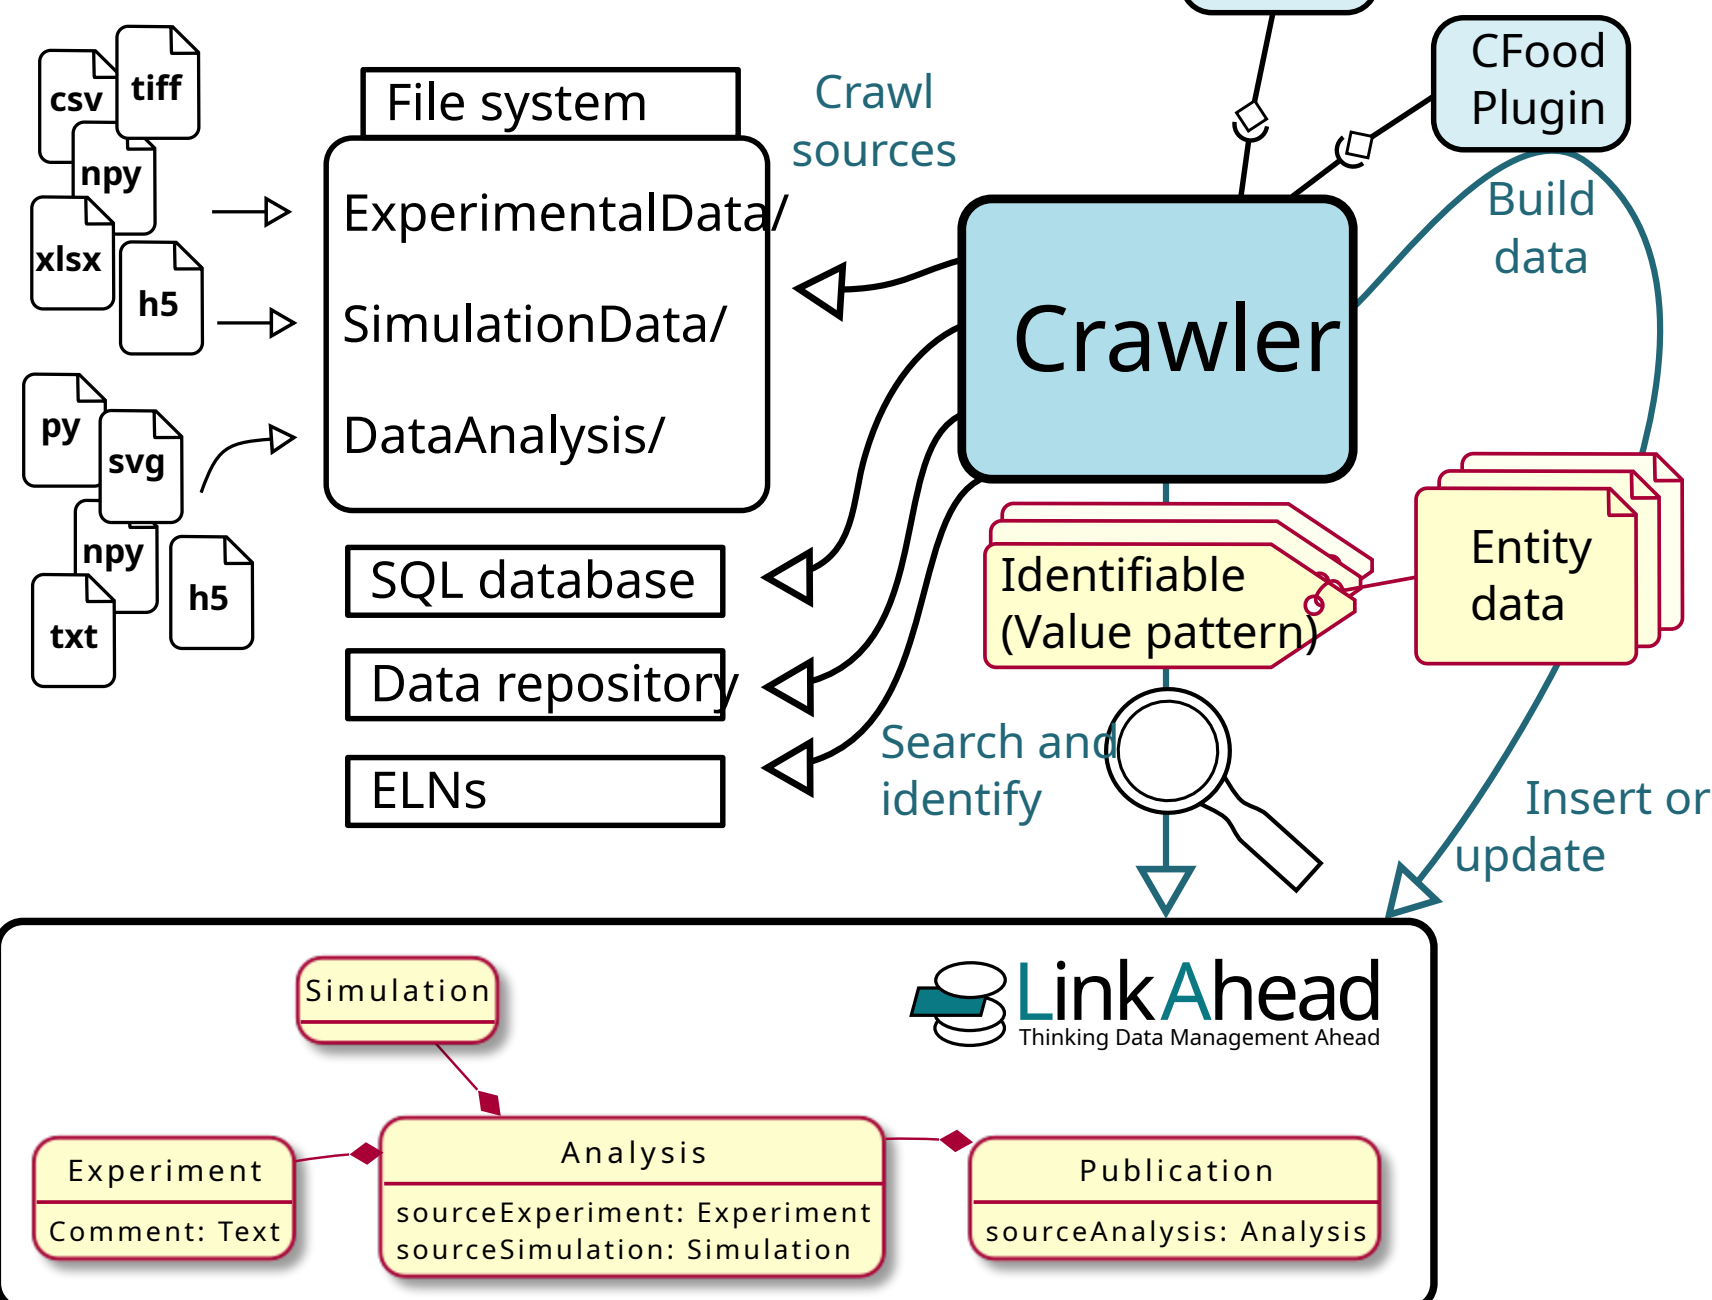 csv
tiff
npy
xlsx
h5
py
svg
npy
txt
h5
File system
ExperimentalData/
SimulationData/
DataAnalysis/
SQL database
Data repository
ELNs
Crawl
sources
CFood
Plugin
Build
data
Crawler
Identifiable
(Value pattern)
Entity
data
Search and
identify
Insert or
update
LinkAhead
Thinking Data Management Ahead
Simulation
Experiment
Comment: Text
Analysis
sourceExperiment: Experiment
sourceSimulation: Simulation
Publication
sourceAnalysis: Analysis